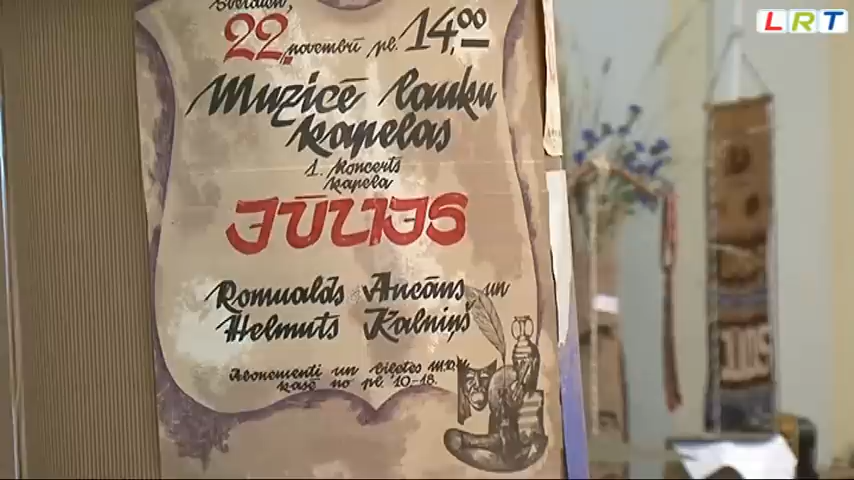 LRT
Svētdien,
22. novembrī pl. 14.00
Muzicē lauku
kapelas
1. koncerts
kapela
JŪLIJS
Romualds Ancāns un
Helmuts Kalniņš
Abonementi un biļetes
kasē no pl. 10-18.